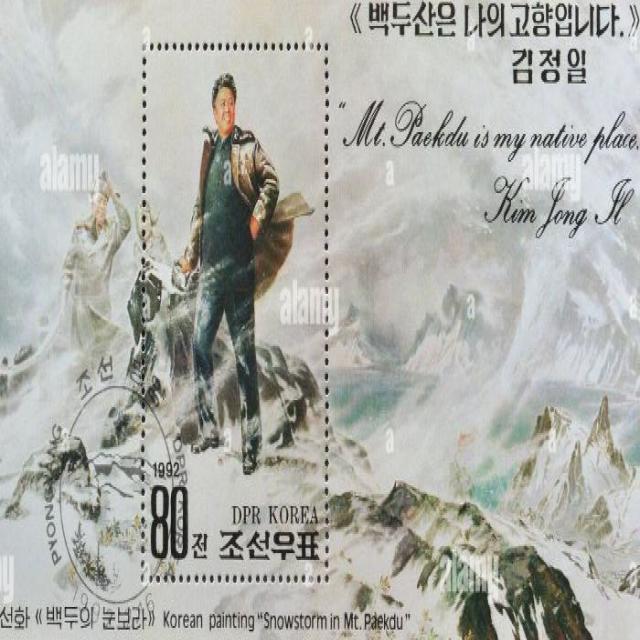 《백두산은 나의 고향입니다.》
김정일
"Mt. Paekdu is my native place.
Kim Jong Il
조선
PYONG
1992
80전
DPR KOREA
조선우표
선화《백두의 눈보라》 Korean painting "Snowstorm in Mt. Paekdu"
alamy
alamy
alamy
alamy